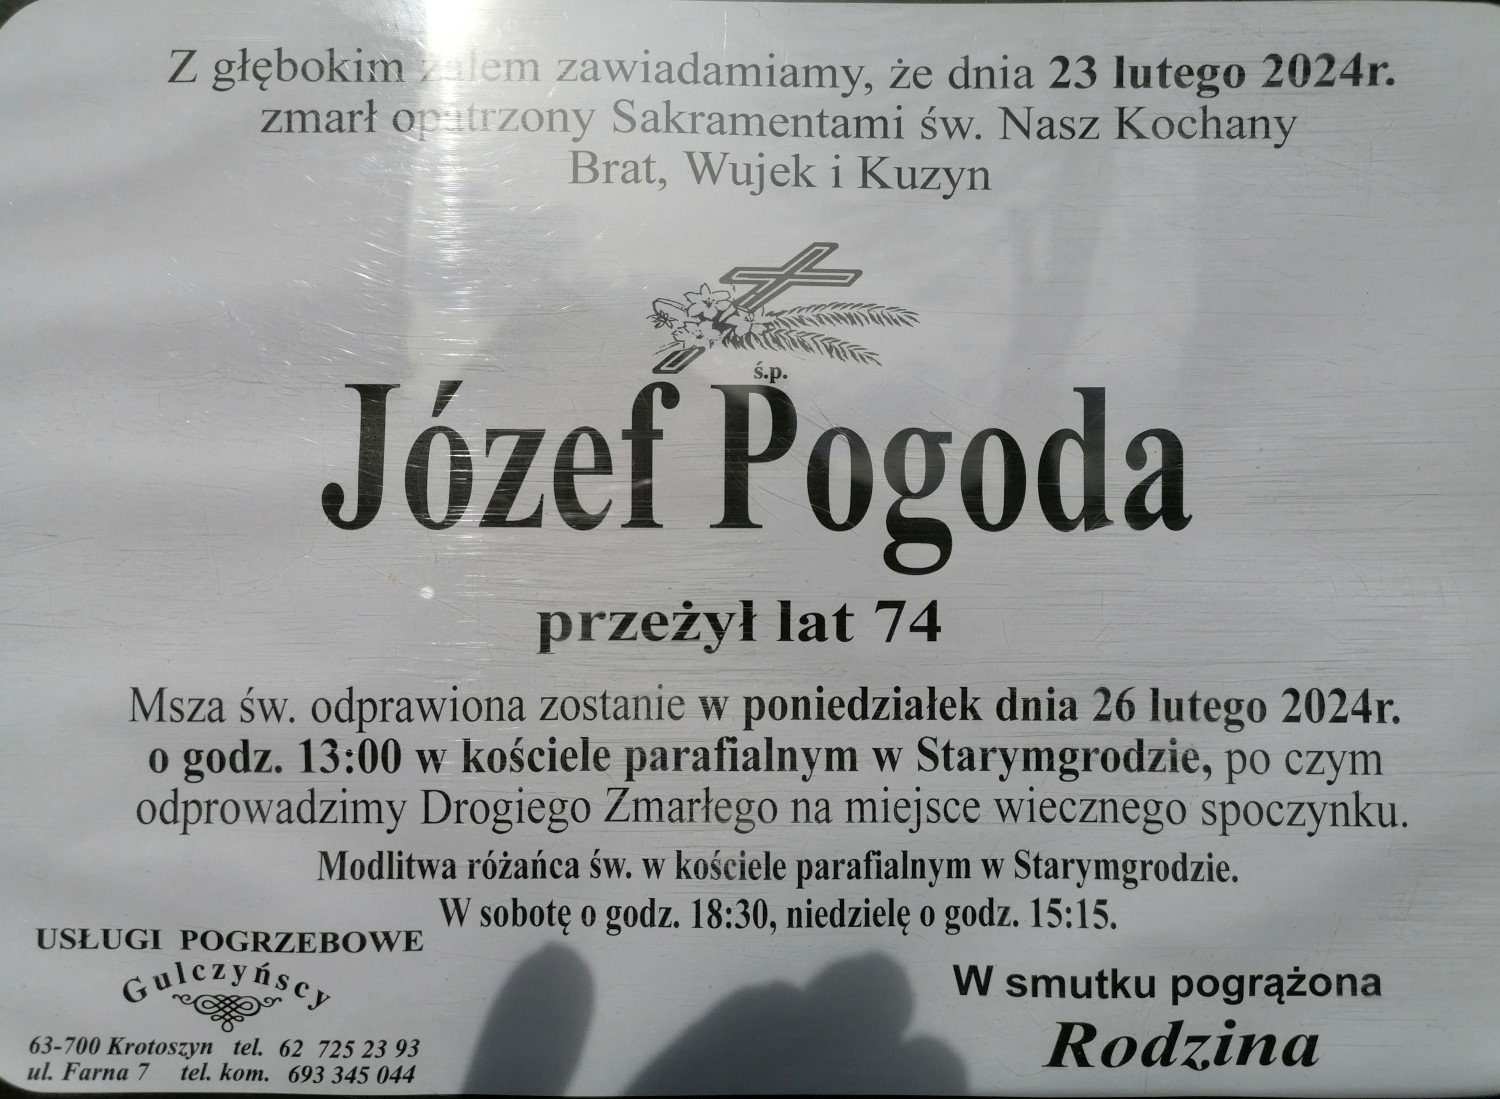 Z głębokim żalem zawiadamiamy, że dnia 23 lutego 2024r.
zmarł opatrzony Sakramentami św. Nasz Kochany
Brat, Wujek i Kuzyn
ś.p.
Józef Pogoda
przeżył lat 74
Msza św. odprawiona zostanie w poniedziałek dnia 26 lutego 2024r.
o godz. 13:00 w kościele parafialnym w Starymgrodzie, po czym
odprowadzimy Drogiego Zmarłego na miejsce wiecznego spoczynku.
Modlitwa różańca św. w kościele parafialnym w Starymgrodzie.
W sobotę o godz. 18:30, niedzielę o godz. 15:15.
USŁUGI POGRZEBOWE
Gulczyńscy
63-700 Krotoszyn tel. 62 725 23 93
ul. Farna 7 tel. kom. 693 345 044
W smutku pogrążona
Rodzina